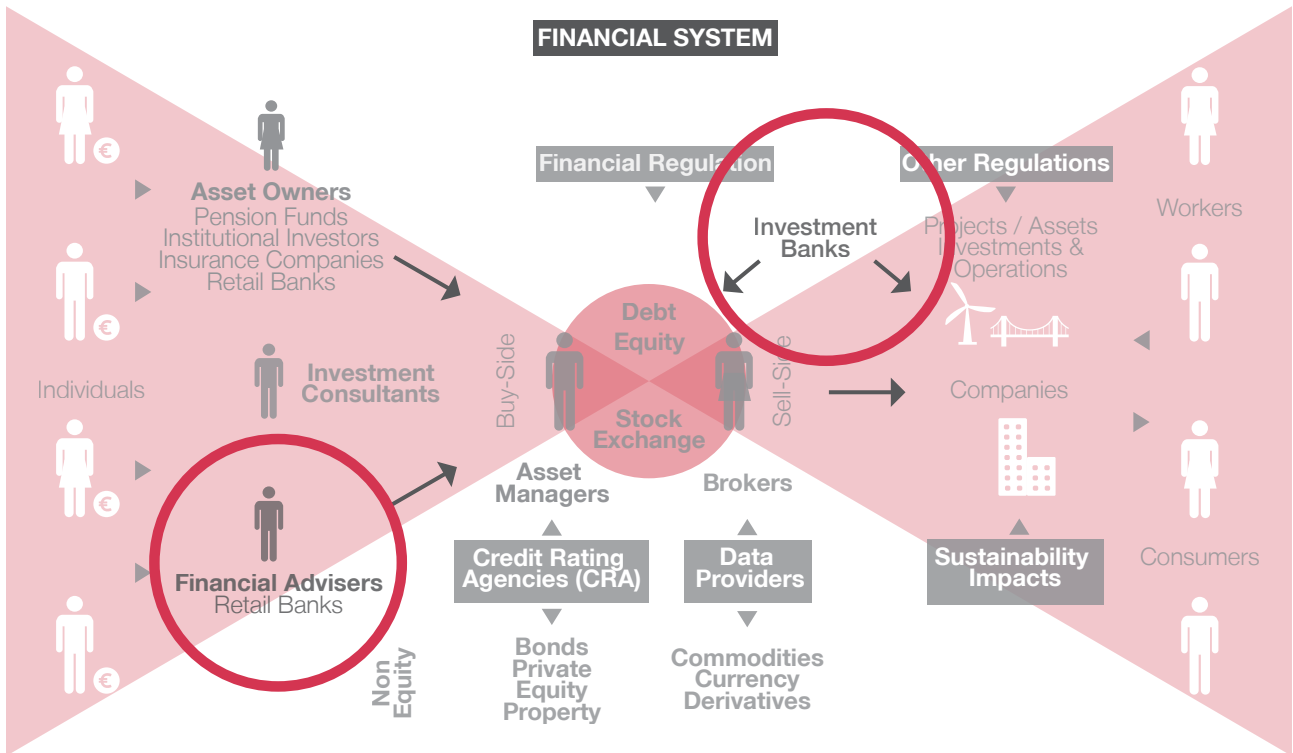 FINANCIAL SYSTEM
€
Asset Owners
Pension Funds
Institutional Investors
Insurance Companies
Retail Banks
€
Individuals
Investment
Consultants
€
Financial Advisers
Retail Banks
€
Non
Equity
Buy-Side
Debt
Equity
Stock
Exchange
Sell-Side
Asset
Managers
Brokers
Credit Rating
Agencies (CRA)
Data
Providers
Bonds
Private
Equity
Property
Commodities
Currency
Derivatives
Financial Regulation
Other Regulations
Investment
Banks
Projects / Assets
Investments &
Operations
Companies
Sustainability
Impacts
Workers
Consumers